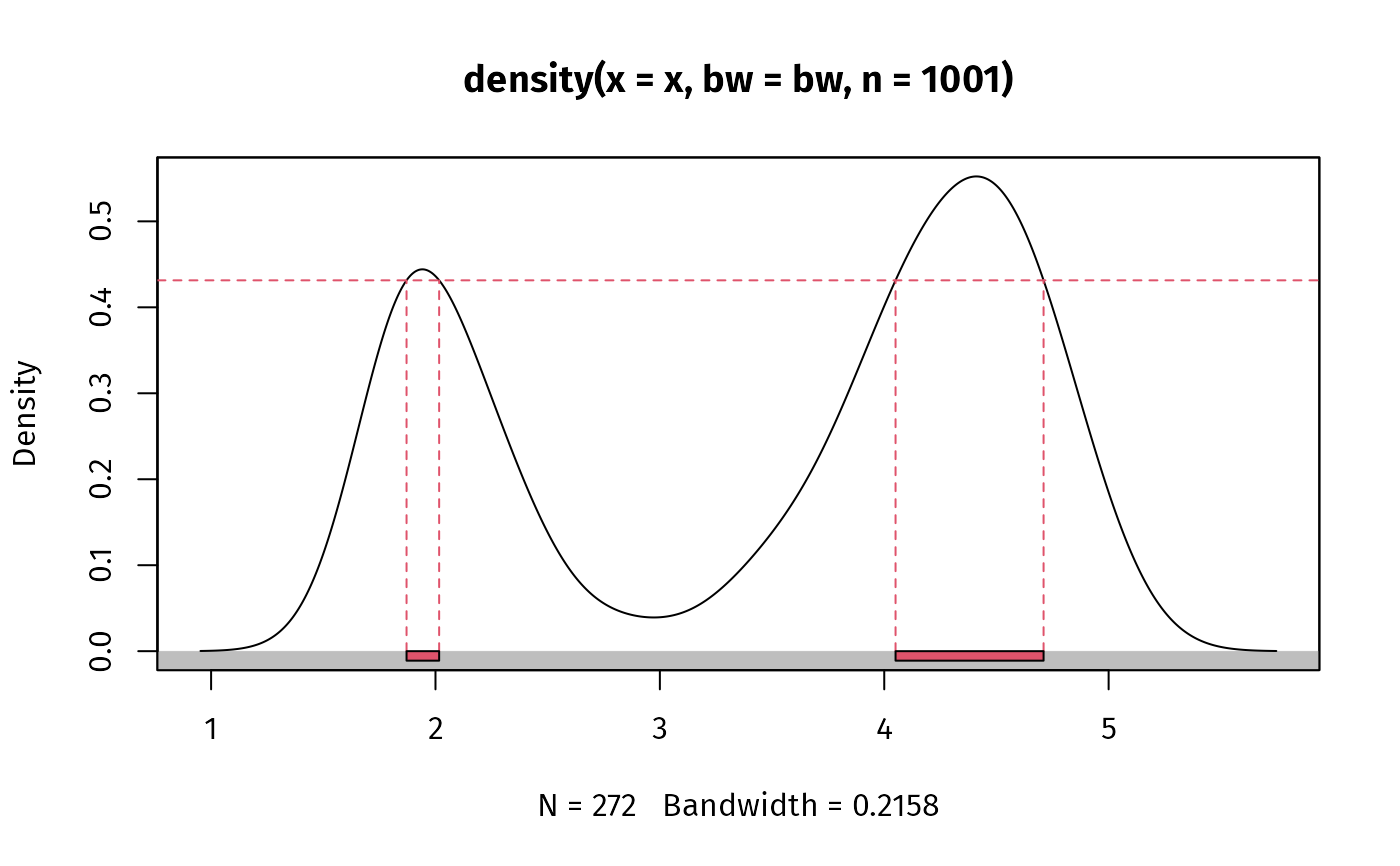 density(x = x, bw = bw, n = 1001)
Density
0.5
0.4
0.3
0.2
0.1
0.0
1 2 3 4 5
N = 272 Bandwidth = 0.2158